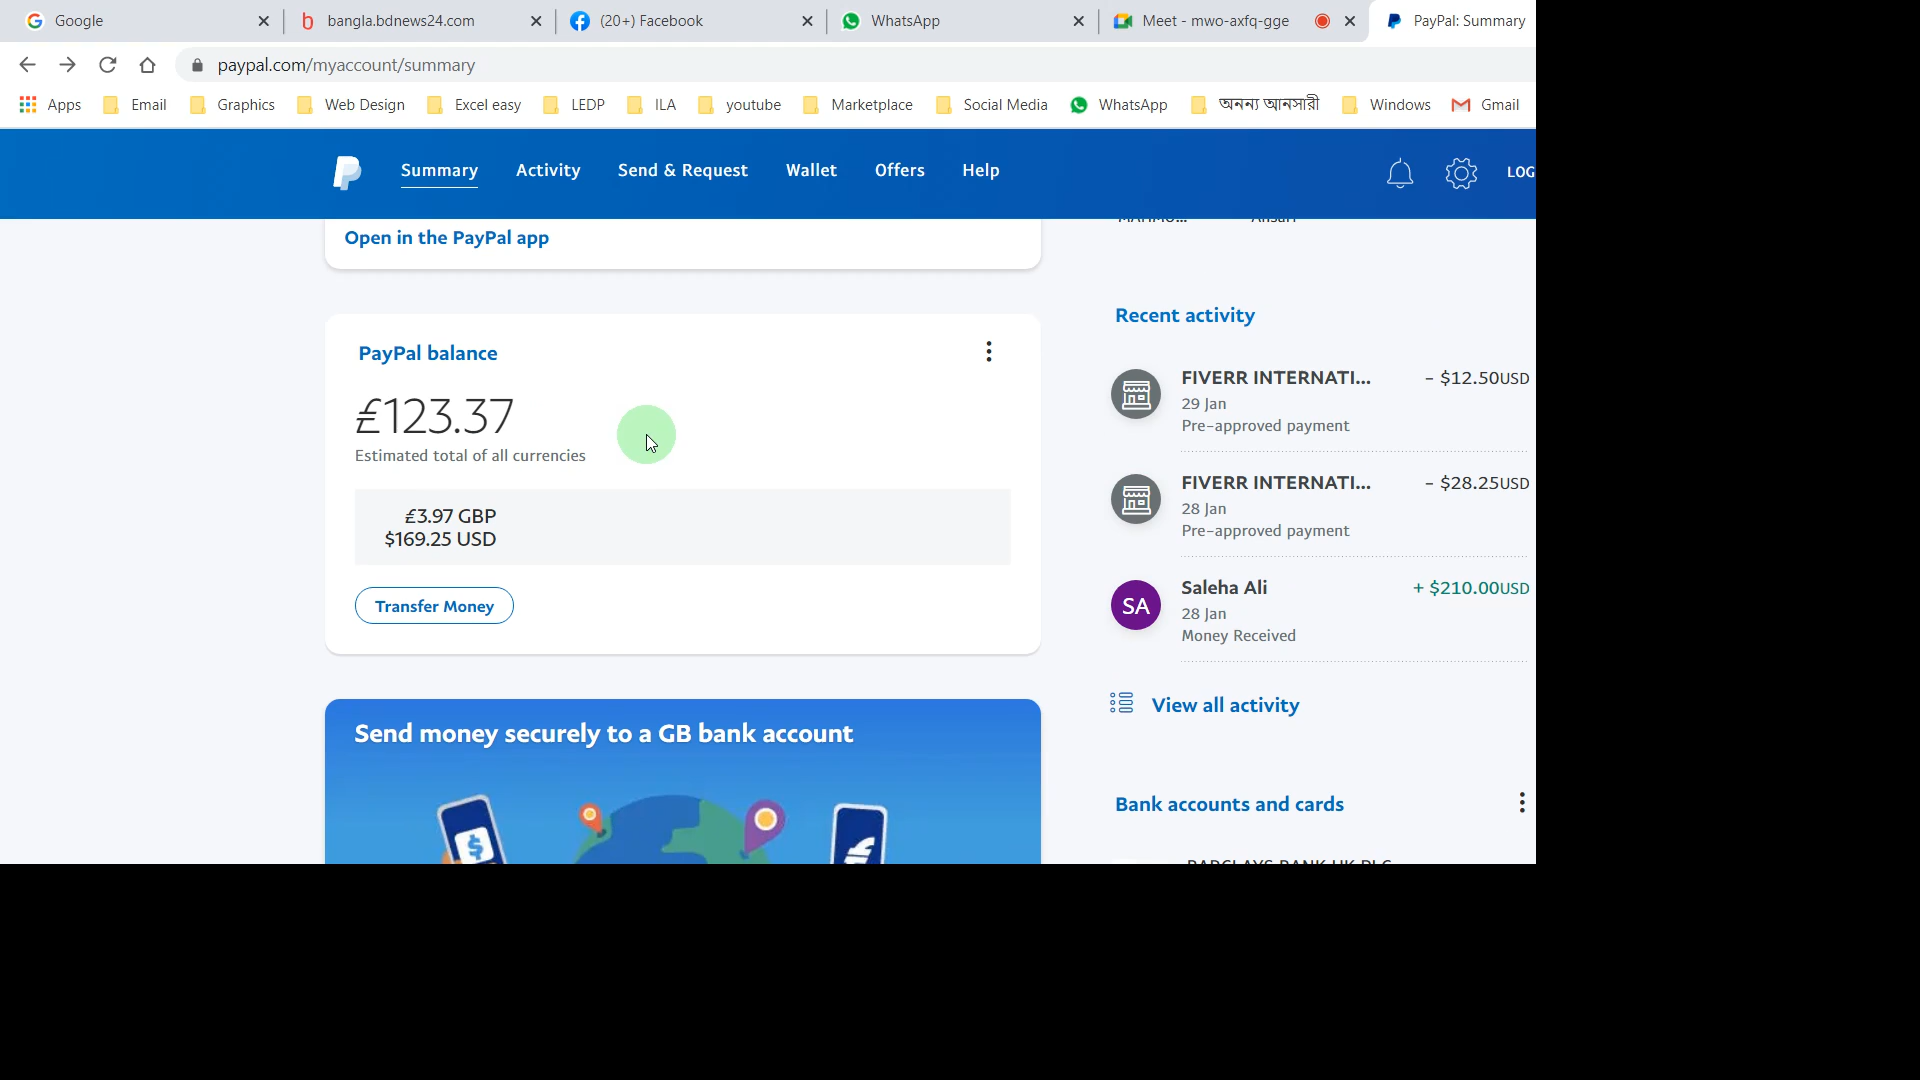 Google
bangla.bdnews24.com
(20+) Facebook
WhatsApp
Meet - mwo-axfq-gge
PayPal: Summary
paypal.com/myaccount/summary
Apps
Email
Graphics
Web Design
Excel easy
LEDP
ILA
youtube
Marketplace
Social Media
WhatsApp
অনন্য আনসারী
Windows
Gmail
Summary
Activity
Send & Request
Wallet
Offers
Help
LOG
Open in the PayPal app
PayPal balance
£123.37
Estimated total of all currencies
£3.97 GBP
$169.25 USD
Transfer Money
Send money securely to a GB bank account
Recent activity
FIVERR INTERNATI... - $12.50USD
29 Jan
Pre-approved payment
FIVERR INTERNATI... - $28.25USD
28 Jan
Pre-approved payment
SA
Saleha Ali + $210.00USD
28 Jan
Money Received
View all activity
Bank accounts and cards
BARCLAYS BANK UK PLC